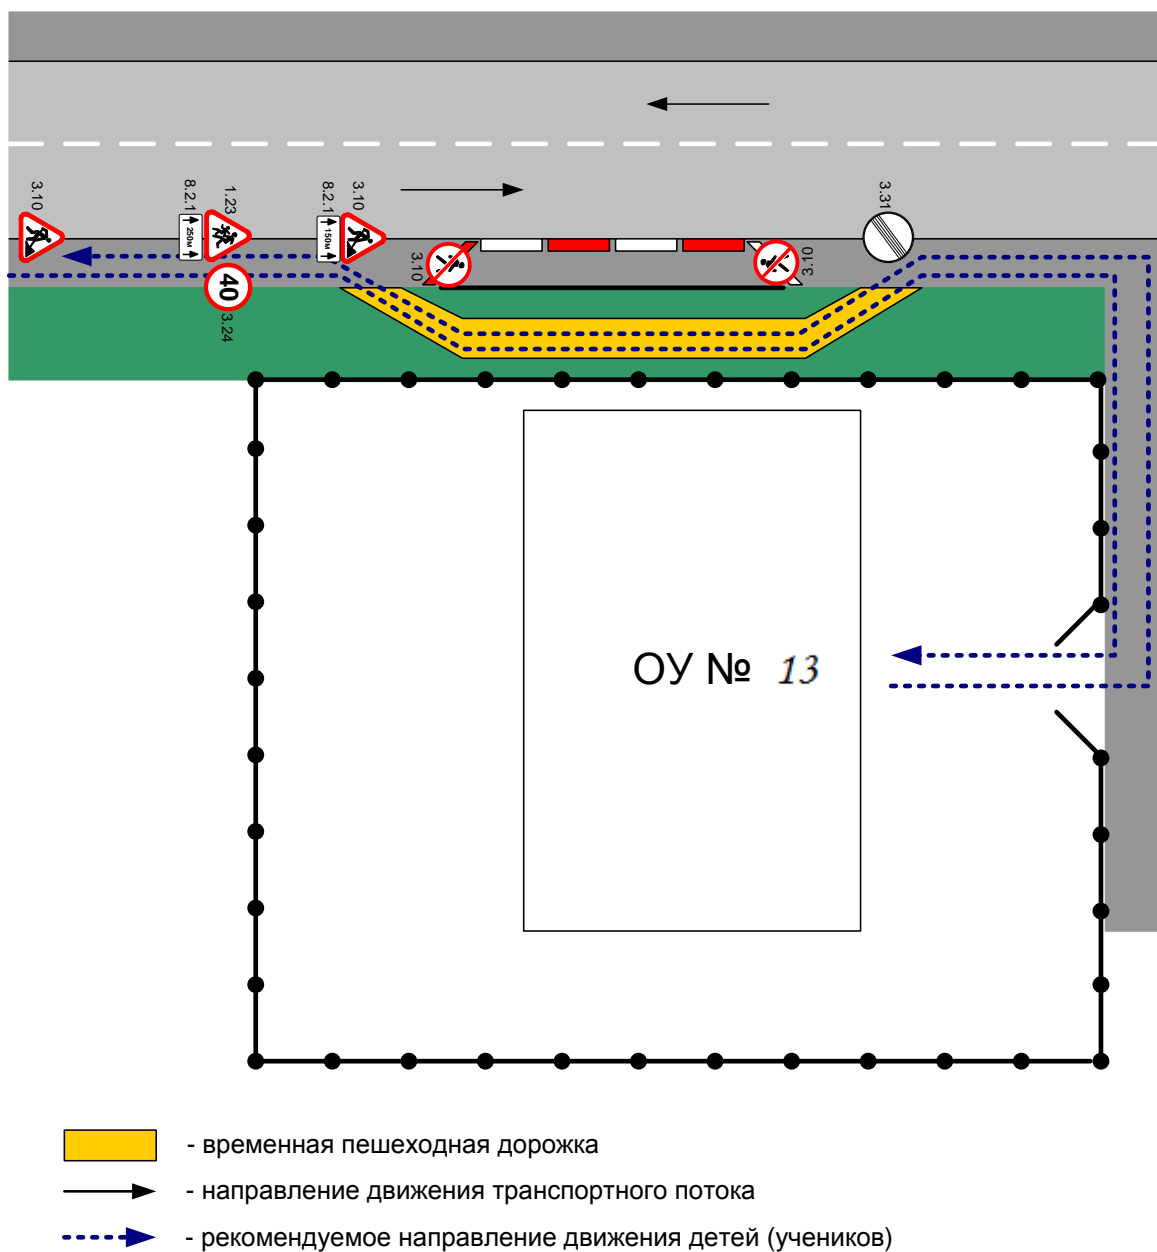 3.10
8.2.1
250м
1.23
40
3.24
8.2.1
150м
3.10
3.10
3.10
3.31
ОУ № 13
- временная пешеходная дорожка
- направление движения транспортного потока
- рекомендуемое направление движения детей (учеников)